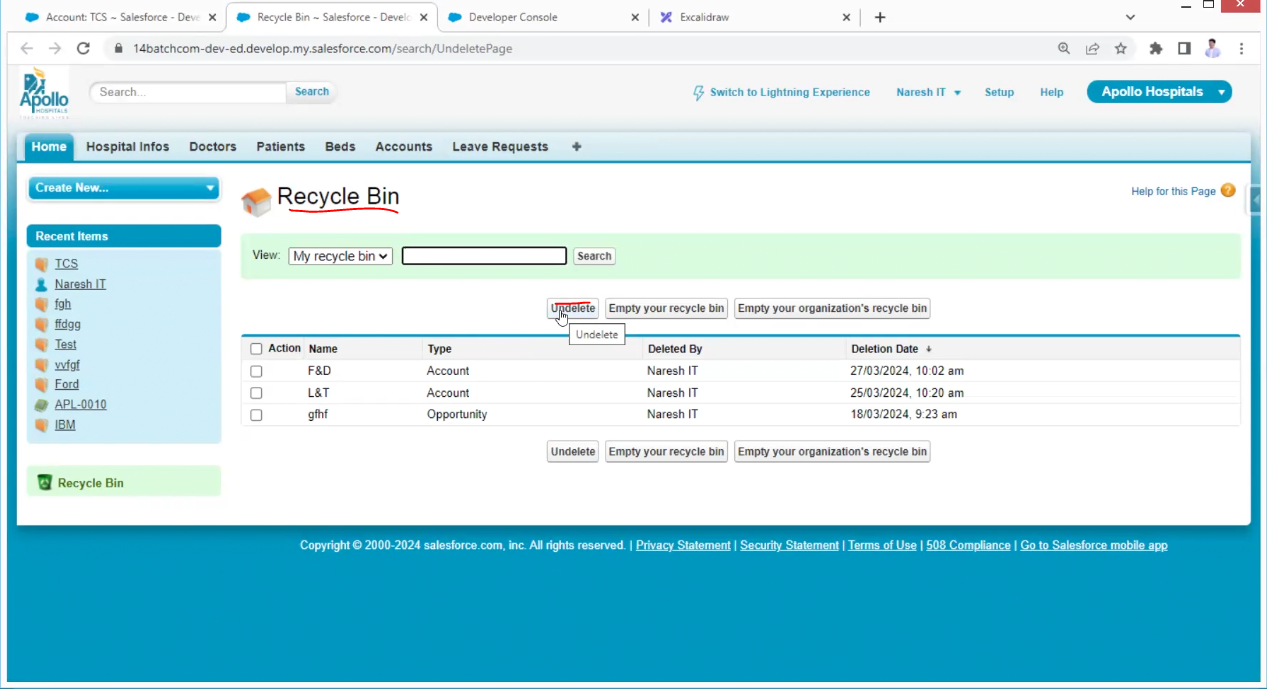 Account: TCS ~ Salesforce - Deve
Recycle Bin ~ Salesforce - Develo
Developer Console
Excalidraw
14batchcom-dev-ed.develop.my.salesforce.com/search/UndeletePage
Apollo
HOSPITALS
Search...
Search
Switch to Lightning Experience
Naresh IT
Setup
Help
Apollo Hospitals
Home
Hospital Infos
Doctors
Patients
Beds
Accounts
Leave Requests
Create New...
Recycle Bin
Help for this Page
Recent Items
TCS
Naresh IT
fgh
ffdgg
Test
vvfgf
Ford
APL-0010
IBM
Recycle Bin
View: My recycle bin Search
Undelete Empty your recycle bin Empty your organization's recycle bin
Undelete
Action Name Type Deleted By Deletion Date
F&D Account Naresh IT 27/03/2024, 10:02 am
L&T Account Naresh IT 25/03/2024, 10:20 am
gfhf Opportunity Naresh IT 18/03/2024, 9:23 am
Undelete Empty your recycle bin Empty your organization's recycle bin
Copyright © 2000-2024 salesforce.com, inc. All rights reserved. | Privacy Statement | Security Statement | Terms of Use | 508 Compliance | Go to Salesforce mobile app